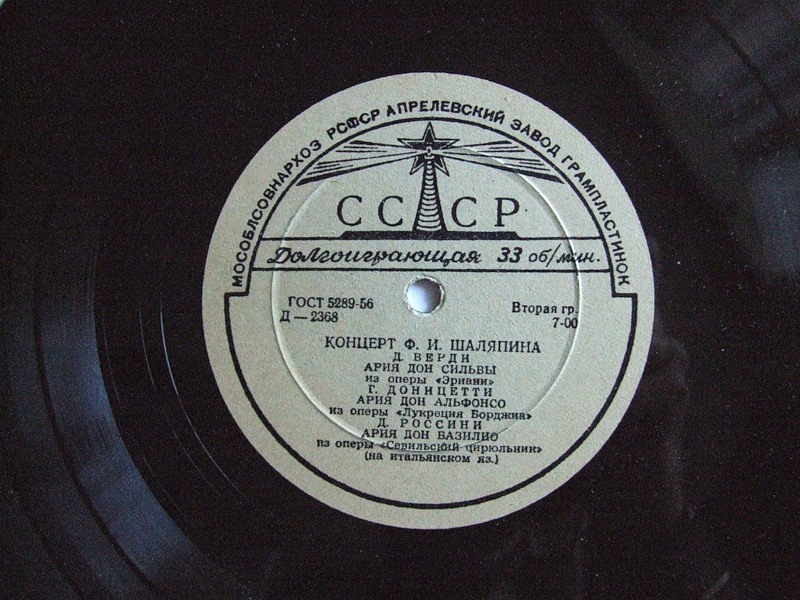 МОСОБЛСОВНАРХОЗ РСФСР АПРЕЛЕВСКИЙ ЗАВОД ГРАМПЛАСТИНОК
СССР
Долгоиграющая 33 об/мин.
ГОСТ 5289-56
Д — 2368
Вторая гр.
7-00
КОНЦЕРТ Ф. И. ШАЛЯПИНА
Д. ВЕРДИ
АРИЯ ДОН СИЛЬВЫ
из оперы «Эрнани»
Г. ДОНИЦЕТТИ
АРИЯ ДОН АЛЬФОНСО
из оперы «Лукреция Борджиа»
Д. РОССИНИ
АРИЯ ДОН БАЗИЛИО
из оперы «Севильский цирюльник»
(на итальянском яз.)